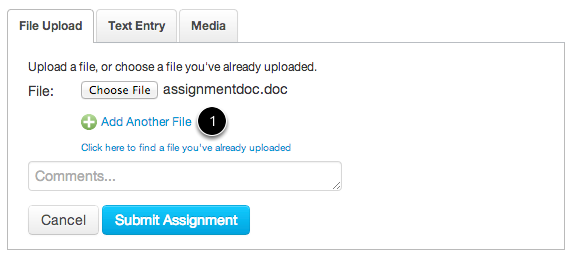 File Upload Text Entry Media
Upload a file, or choose a file you've already uploaded.
File: Choose File assignmentdoc.doc
Add Another File 1
Click here to find a file you've already uploaded
Comments...
Cancel Submit Assignment